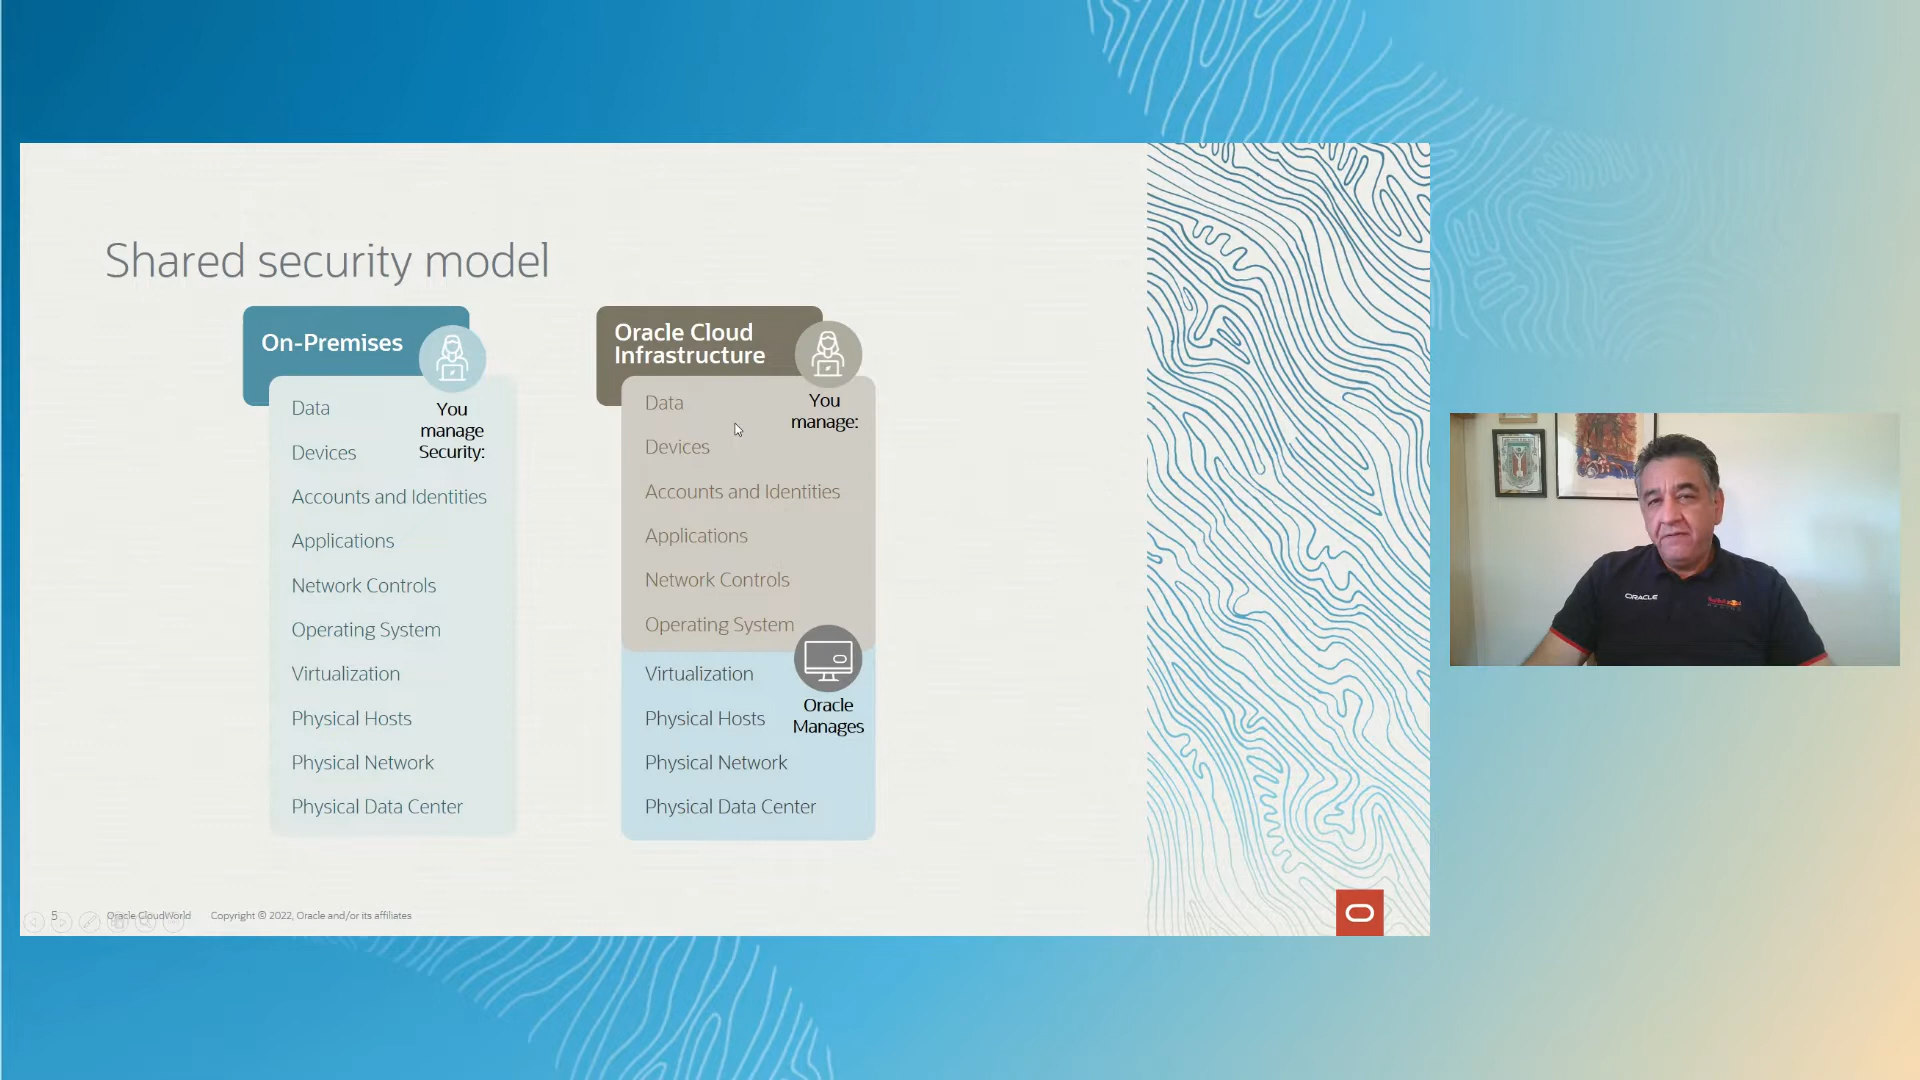 Shared security model
On-Premises
You
manage
Security:
Data
Devices
Accounts and Identities
Applications
Network Controls
Operating System
Virtualization
Physical Hosts
Physical Network
Physical Data Center
Oracle Cloud
Infrastructure
You
manage:
Data
Devices
Accounts and Identities
Applications
Network Controls
Operating System
Oracle
Manages
Virtualization
Physical Hosts
Physical Network
Physical Data Center
5
Oracle CloudWorld
Copyright © 2022, Oracle and/or its affiliates
ORACLE